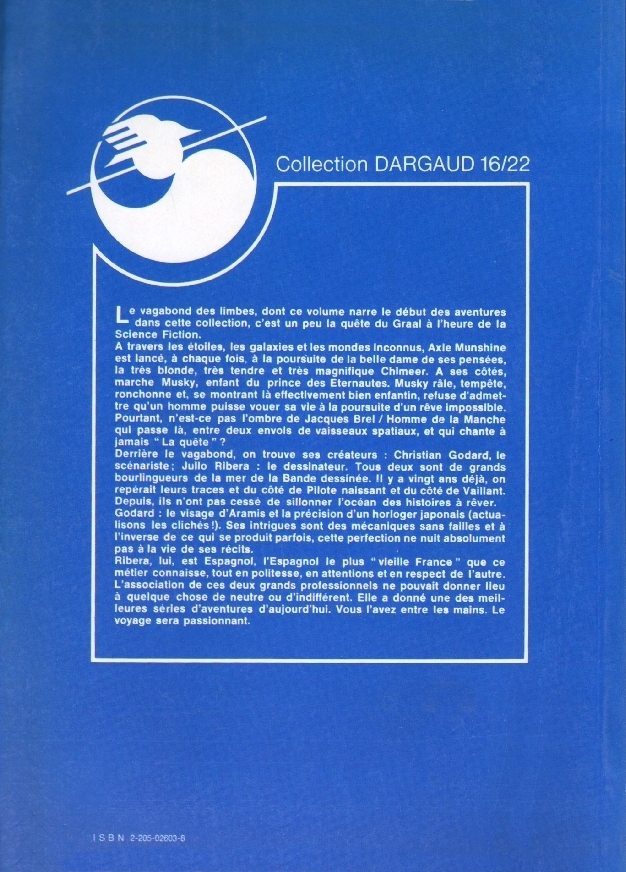 Collection DARGAUD 16/22
Le vagabond des limbes, dont ce volume narre le début des aventures
dans cette collection, c'est un peu la quête du Graal à l'heure de la
Science Fiction.
A travers les étoiles, les galaxies et les mondes inconnus, Axle Munshine
est lancé, à chaque fois, à la poursuite de la belle dame de ses pensées,
la très blonde, très tendre et très magnifique Chimeer. A ses côtés,
marche Musky, enfant du prince des Eternautes. Musky râle, tempête,
ronchonne et, se montrant là effectivement bien enfantin, refuse d'admet-
tre qu'un homme puisse vouer sa vie à la poursuite d'un rêve impossible.
Pourtant, n'est-ce pas l'ombre de Jacques Brel / Homme de la Manche
qui passe là, entre deux envols de vaisseaux spatiaux, et qui chante à
jamais " La quête " ?
Derrière le vagabond, on trouve ses créateurs : Christian Godard, le
scénariste ; Julio Ribera : le dessinateur. Tous deux sont de grands
bourlingueurs de la mer de la Bande dessinée. Il y a vingt ans déjà, on
repérait leurs traces et du côté de Pilote naissant et du côté de Vaillant.
Depuis, ils n'ont pas cessé de sillonner l'océan des histoires à rêver.
Godard : le visage d'Aramis et la précision d'un horloger japonais (actua-
lisons les clichés !). Ses intrigues sont des mécaniques sans failles et à
l'inverse de ce qui se produit parfois, cette perfection ne nuit absolument
pas à la vie de ses récits.
Ribera, lui, est Espagnol, l'Espagnol le plus " vieille France " que ce
métier connaisse, tout en politesse, en attentions et en respect de l'autre.
L'association de ces deux grands professionnels ne pouvait donner lieu
à quelque chose de neutre ou d'indifférent. Elle a donné une des meil-
leures séries d'aventures d'aujourd'hui. Vous l'avez entre les mains. Le
voyage sera passionnant.
ISBN 2-205-02603-8